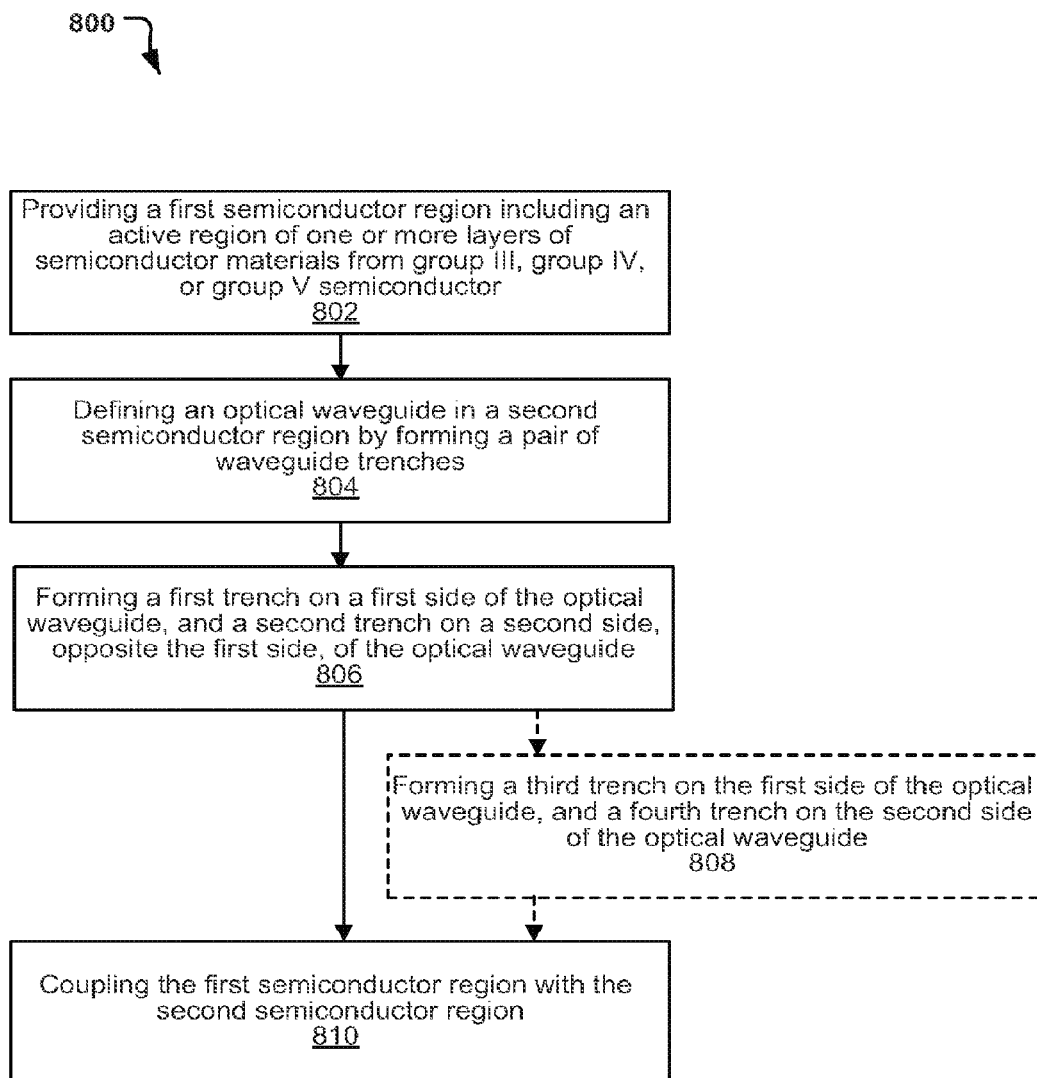 800
Providing a first semiconductor region including an
active region of one or more layers of
semiconductor materials from group III, group IV,
or group V semiconductor
802
Defining an optical waveguide in a second
semiconductor region by forming a pair of
waveguide trenches
804
Forming a first trench on a first side of the optical
waveguide, and a second trench on a second side,
opposite the first side, of the optical waveguide
806
Forming a third trench on the first side of the optical
waveguide, and a fourth trench on the second side
of the optical waveguide
808
Coupling the first semiconductor region with the
second semiconductor region
810